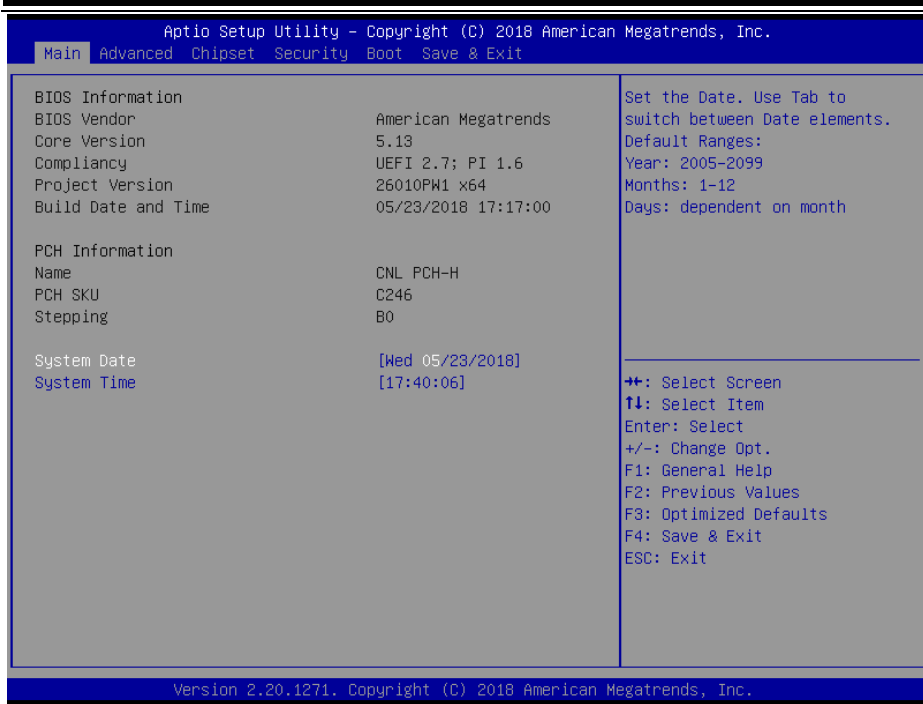 Aptio Setup Utility – Copyright (C) 2018 American Megatrends, Inc.
Main Advanced Chipset Security Boot Save & Exit
BIOS Information
BIOS Vendor American Megatrends
Core Version 5.13
Compliancy UEFI 2.7; PI 1.6
Project Version 26010PW1 x64
Build Date and Time 05/23/2018 17:17:00
PCH Information
Name CNL PCH-H
PCH SKU C246
Stepping B0
System Date [Wed 05/23/2018]
System Time [17:40:06]
Set the Date. Use Tab to
switch between Date elements.
Default Ranges:
Year: 2005-2099
Months: 1-12
Days: dependent on month
→←: Select Screen
↑↓: Select Item
Enter: Select
+/-: Change Opt.
F1: General Help
F2: Previous Values
F3: Optimized Defaults
F4: Save & Exit
ESC: Exit
Version 2.20.1271. Copyright (C) 2018 American Megatrends, Inc.